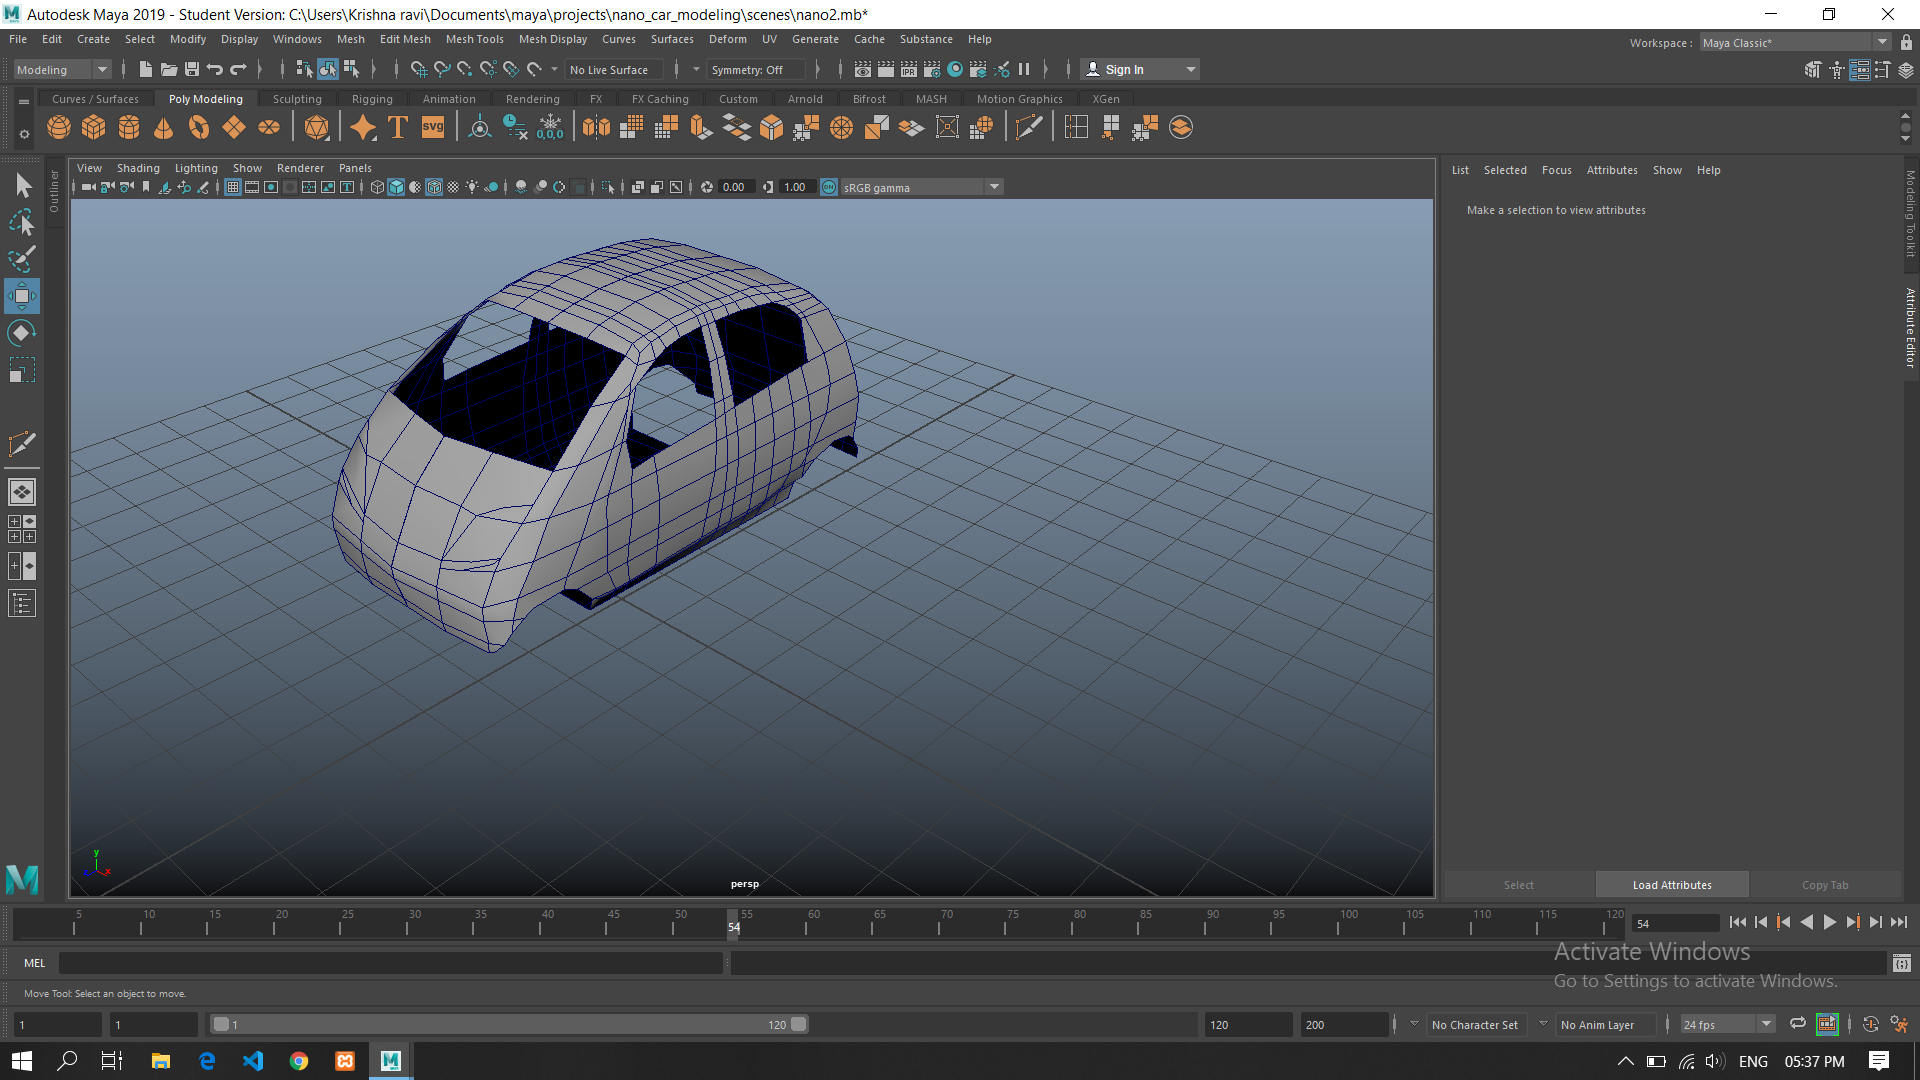 Autodesk Maya 2019 - Student Version: C:\Users\Krishna ravi\Documents\maya\projects\nano_car_modeling\scenes\nano2.mb*
File Edit Create Select Modify Display Windows Mesh Edit Mesh Mesh Tools Mesh Display Curves Surfaces Deform UV Generate Cache Substance Help
Workspace : Maya Classic*
Modeling No Live Surface Symmetry: Off Sign In
Curves / Surfaces Poly Modeling Sculpting Rigging Animation Rendering FX FX Caching Custom Arnold Bifrost MASH Motion Graphics XGen
T SVG 0,0,0
View Shading Lighting Show Renderer Panels
0.00 1.00 ON sRGB gamma
Outliner
List Selected Focus Attributes Show Help
Make a selection to view attributes
Modeling Toolkit
Attribute Editor
y
x
persp
Select Load Attributes Copy Tab
5 10 15 20 25 30 35 40 45 50 55 60 65 70 75 80 85 90 95 100 105 110 115 120
54
54
MEL
Activate Windows
Go to Settings to activate Windows.
Move Tool: Select an object to move.
1 1 1 120 120 200 No Character Set No Anim Layer 24 fps
ENG 05:37 PM